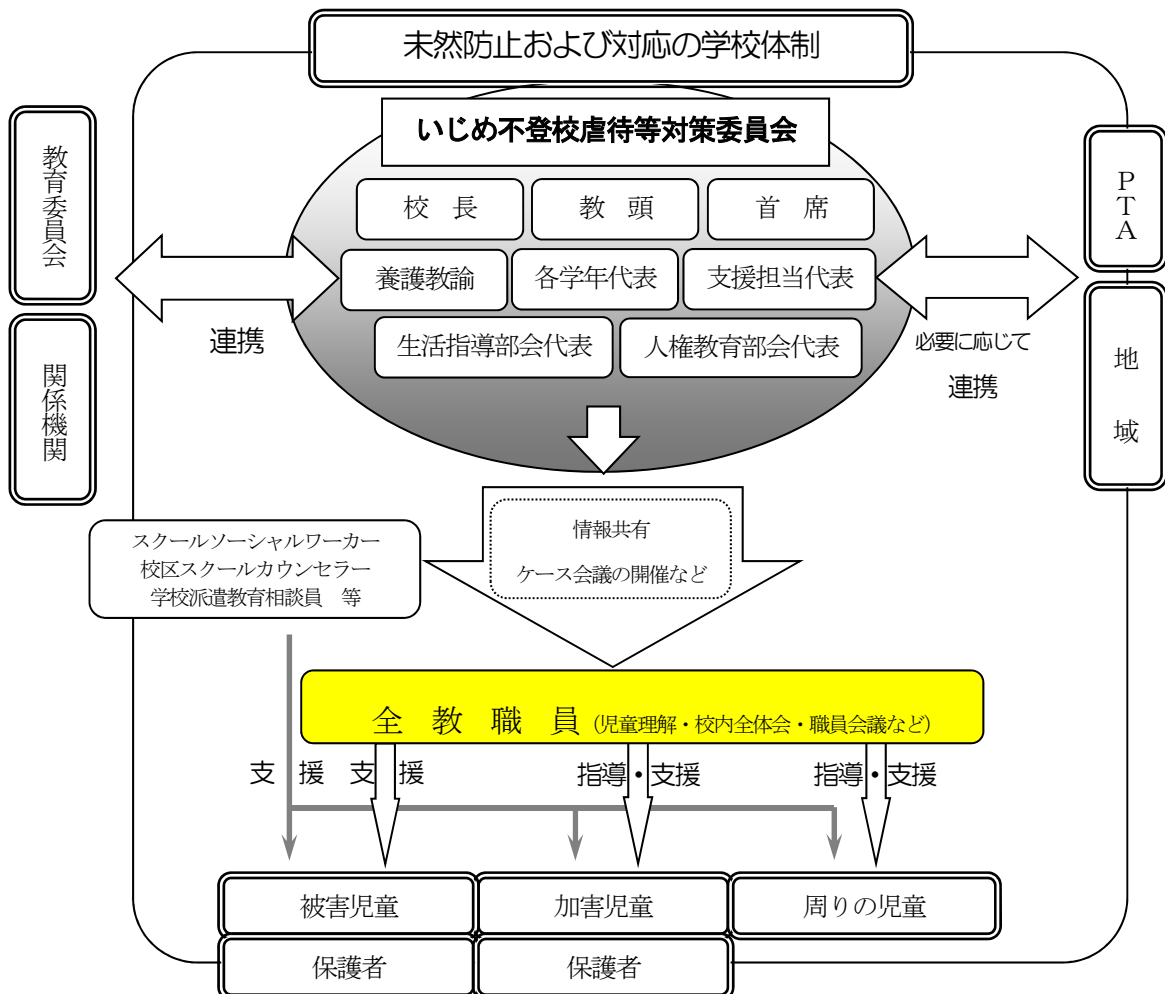 未然防止および対応の学校体制
いじめ不登校虐待等対策委員会
校 長
教 頭
首 席
養護教諭
各学年代表
支援担当代表
生活指導部会代表
人権教育部会代表
教育委員会
関係機関
連携
PTA
地 域
必要に応じて
連携
情報共有
ケース会議の開催など
スクールソーシャルワーカー
校区スクールカウンセラー
学校派遣教育相談員 等
全 教 職 員 (児童理解・校内全体会・職員会議など)
支 援
支 援
指導・支援
指導・支援
被害児童
加害児童
周りの児童
保護者
保護者